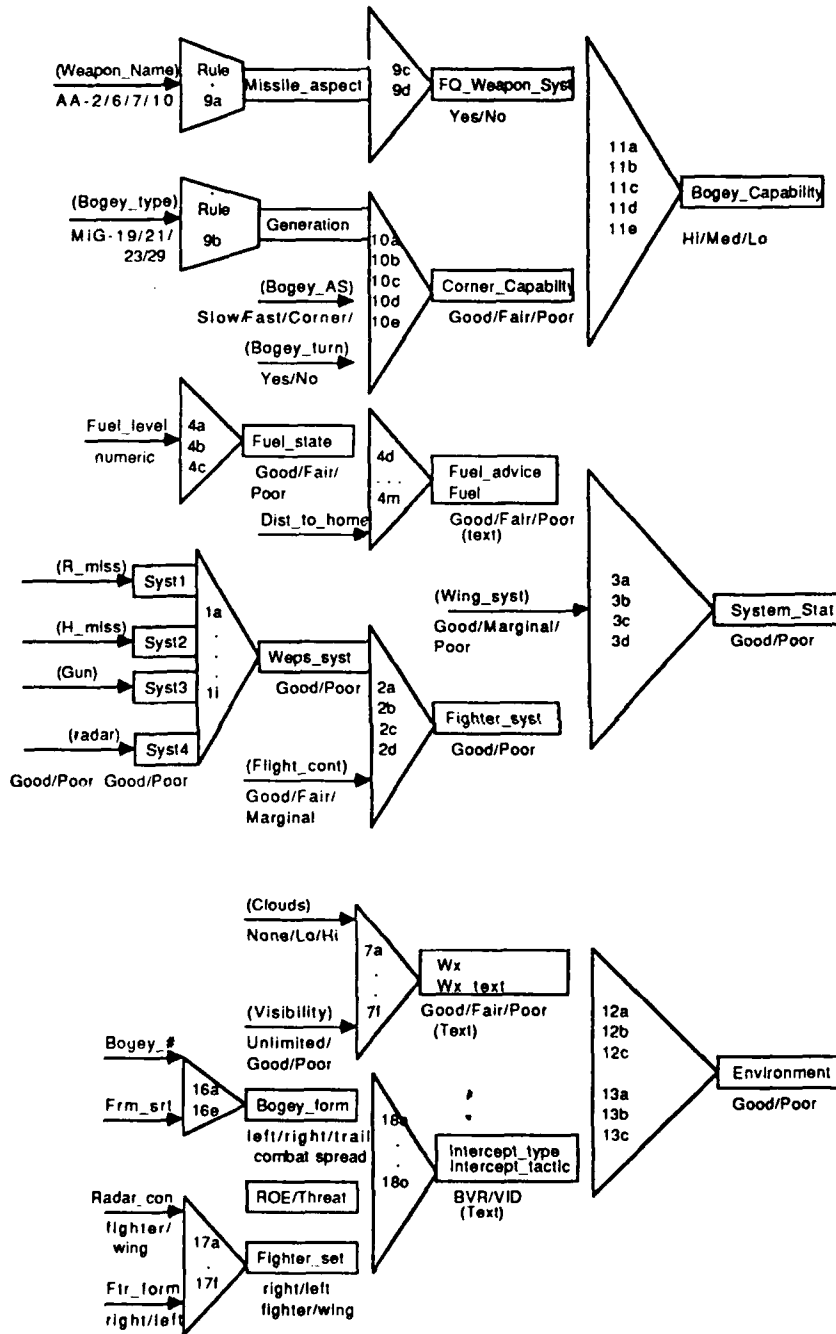 (Weapon_Name)
AA-2/6/7/10
Rule
9a
Missile_aspect
9c
9d
FQ_Weapon_Syst
Yes/No
11a
11b
11c
11d
11e
Bogey_Capability
Hi/Med/Lo
(Bogey_type)
MiG-19/21/
23/29
Rule
9b
Generation
(Bogey_AS)
Slow/Fast/Corner/
(Bogey_turn)
Yes/No
10a
10b
10c
10d
10e
Corner_Capabilty
Good/Fair/Poor
Fuel_level
numeric
4a
4b
4c
Fuel_state
Good/Fair/
Poor
Dist_to_home
4d
. . .
4m
Fuel_advice
Fuel
Good/Fair/Poor
(text)
(R_miss)
Syst1
(H_miss)
Syst2
(Gun)
Syst3
(radar)
Syst4
Good/Poor Good/Poor
1a
.
.
.
1i
Weps_syst
Good/Poor
(Flight_cont)
Good/Fair/
Marginal
2a
2b
2c
2d
Fighter_syst
Good/Poor
(Wing_syst)
Good/Marginal/
Poor
3a
3b
3c
3d
System_Stat
Good/Poor
(Clouds)
None/Lo/Hi
(Visibility)
Unlimited/
Good/Poor
7a
.
.
7f
Wx
Wx_text
Good/Fair/Poor
(Text)
Bogey_#
Frm_srt
16a
16e
Bogey_form
left/right/trail
combat spread
ROE/Threat
Radar_con
fighter/
wing
Ftr_form
right/left
17a
.
17f
Fighter_set
right/left
fighter/wing
18a
.
.
18o
Intercept_type
Intercept_tactic
BVR/VID
(Text)
12a
12b
12c
13a
13b
13c
Environment
Good/Poor